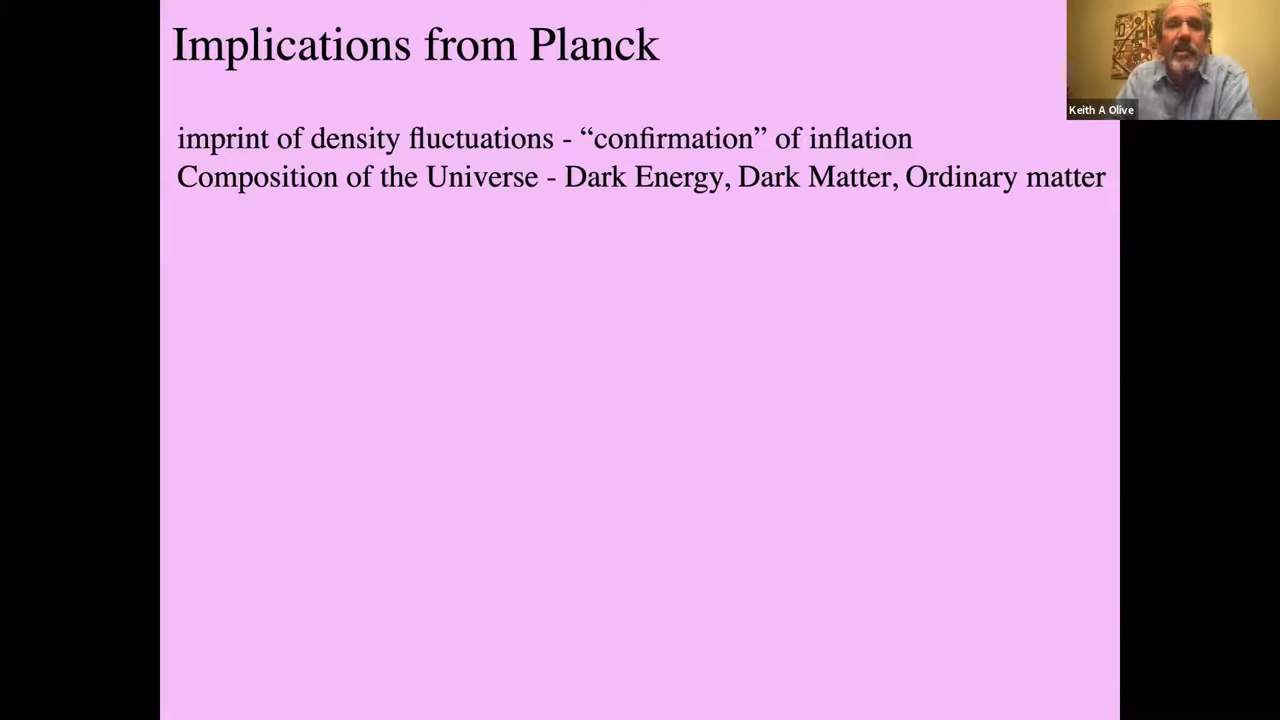 Implications from Planck
Keith A Olive
imprint of density fluctuations - “confirmation” of inflation
Composition of the Universe - Dark Energy, Dark Matter, Ordinary matter